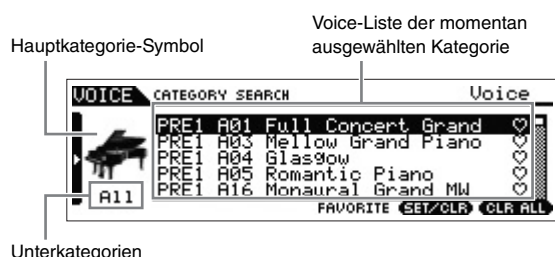 Voice-Liste der momentan
ausgewählten Kategorie
Hauptkategorie-Symbol
VOICE CATEGORY SEARCH Voice
PRE1 A01 Full Concert Grand ♡
PRE1 A03 Mellow Grand Piano ♡
PRE1 A04 Glasgow ♡
PRE1 A05 Romantic Piano ♡
PRE1 A16 Monaural Grand MW ♡
All
FAVORITE SET/CLR CLR ALL
Unterkategorien